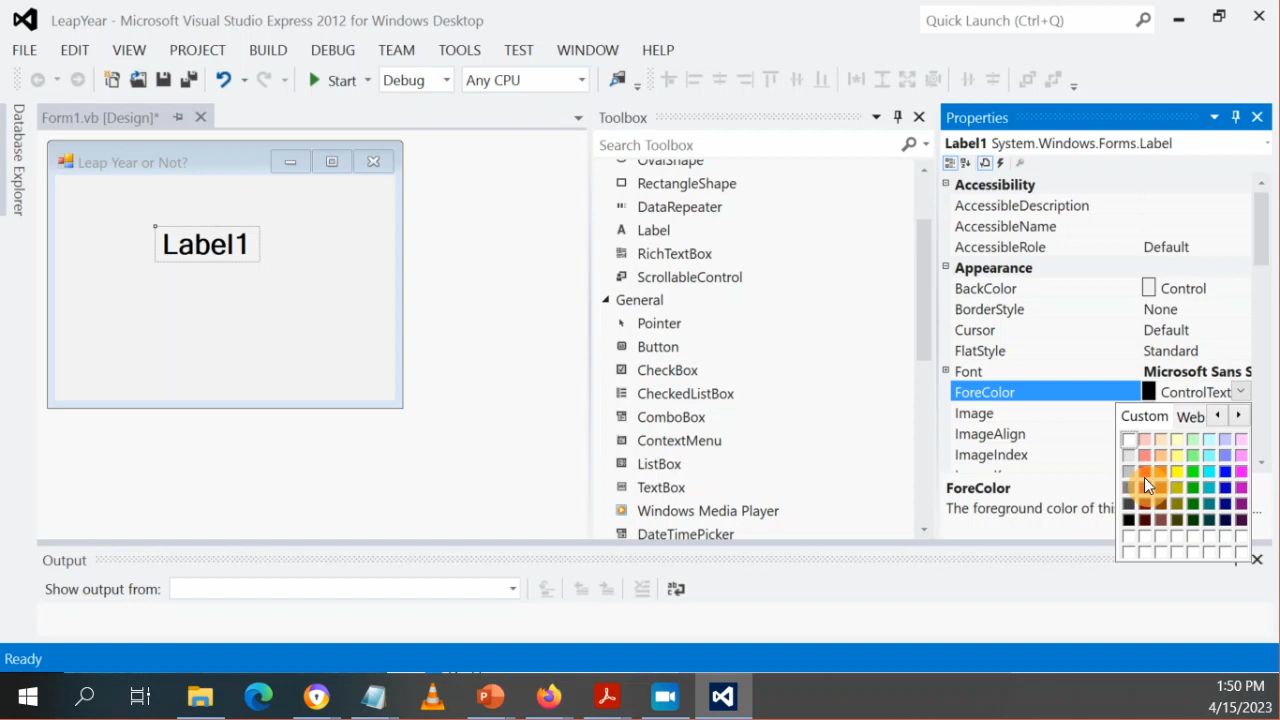 LeapYear - Microsoft Visual Studio Express 2012 for Windows Desktop
Quick Launch (Ctrl+Q)
FILE EDIT VIEW PROJECT BUILD DEBUG TEAM TOOLS TEST WINDOW HELP
Start Debug Any CPU
Database Explorer
Form1.vb [Design]*
Leap Year or Not?
Label1
Toolbox
Search Toolbox
OvalShape
RectangleShape
DataRepeater
Label
RichTextBox
ScrollableControl
General
Pointer
Button
CheckBox
CheckedListBox
ComboBox
ContextMenu
ListBox
TextBox
Windows Media Player
DateTimePicker
Properties
Label1 System.Windows.Forms.Label
Accessibility
AccessibleDescription
AccessibleName
AccessibleRole Default
Appearance
BackColor Control
BorderStyle None
Cursor Default
FlatStyle Standard
Font Microsoft Sans S
ForeColor ControlText
Image
ImageAlign
ImageIndex
Custom Web
ForeColor
The foreground color of thi
...
Output
Show output from:
Ready
1:50 PM
4/15/2023